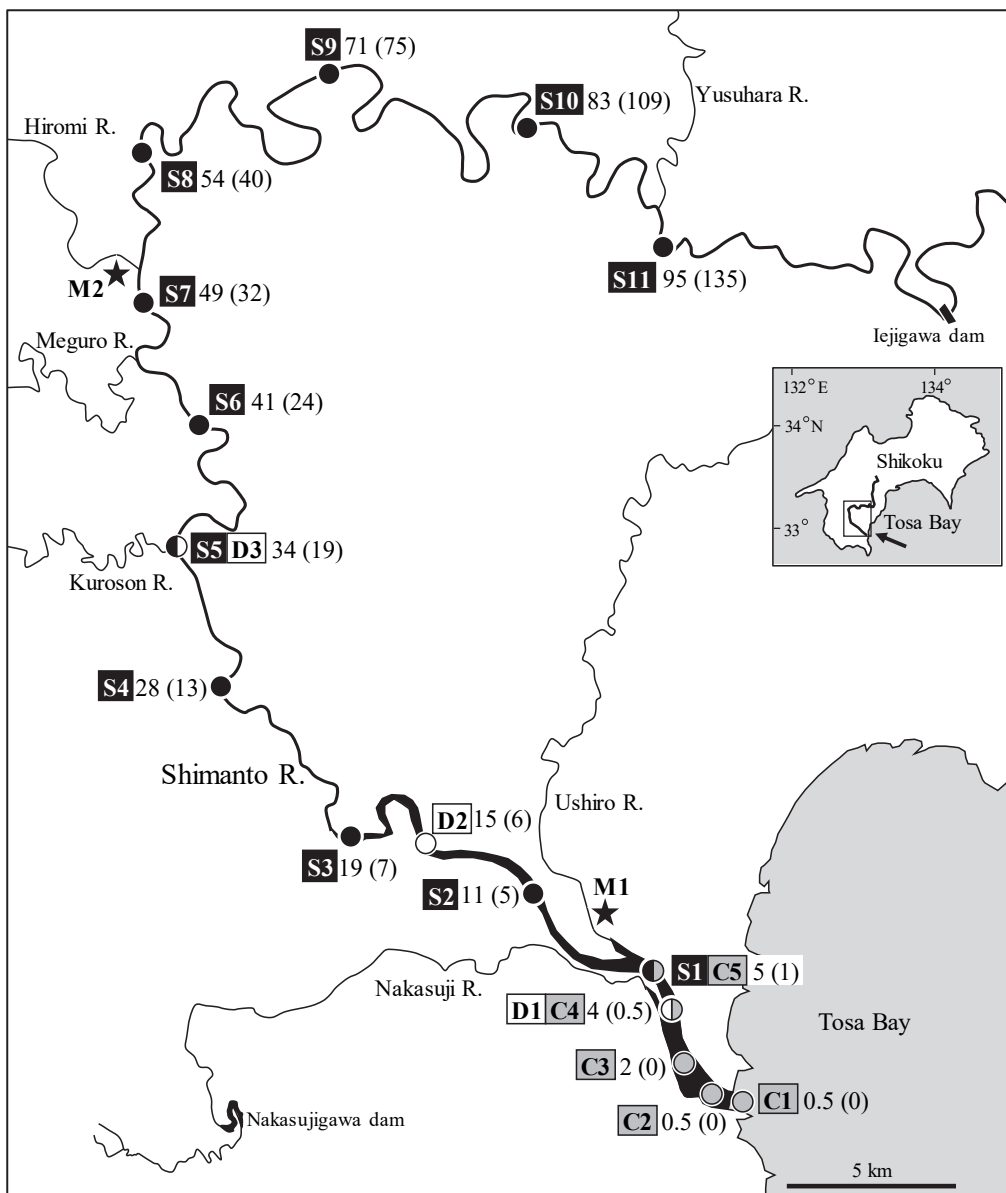 S9 71 (75)
S10 83 (109)
Yusuhara R.
Hiromi R.
S8 54 (40)
S11 95 (135)
M2
S7 49 (32)
Meguro R.
Iejigawa dam
132°E 134°
34°N
Shikoku
33°
Tosa Bay
S6 41 (24)
S5 D3 34 (19)
Kuroson R.
S4 28 (13)
Shimanto R.
Ushiro R.
D2 15 (6)
S3 19 (7)
S2 11 (5)
M1
S1 C5 5 (1)
Nakasuji R.
D1 C4 4 (0.5)
Tosa Bay
C3 2 (0)
C1 0.5 (0)
C2 0.5 (0)
Nakasujigawa dam
5 km